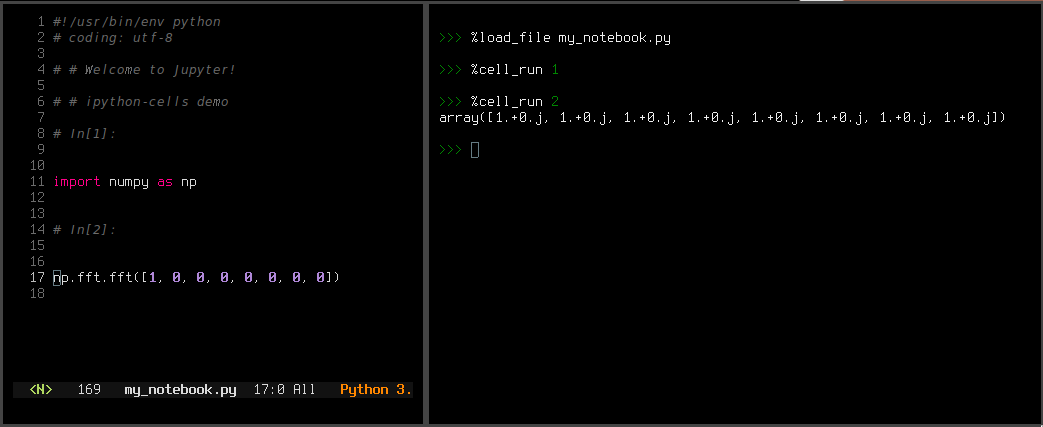 1 #!/usr/bin/env python
2 # coding: utf-8
3
4 # # Welcome to Jupyter!
5
6 # # ipython-cells demo
7
8 # In[1]:
9
10
11 import numpy as np
12
13
14 # In[2]:
15
16
17 np.fft.fft([1, 0, 0, 0, 0, 0, 0, 0])
18
<N> 169 my_notebook.py 17:0 All Python 3.
>>> %load_file my_notebook.py
>>> %cell_run 1
>>> %cell_run 2
array([1.+0.j, 1.+0.j, 1.+0.j, 1.+0.j, 1.+0.j, 1.+0.j, 1.+0.j, 1.+0.j])
>>>